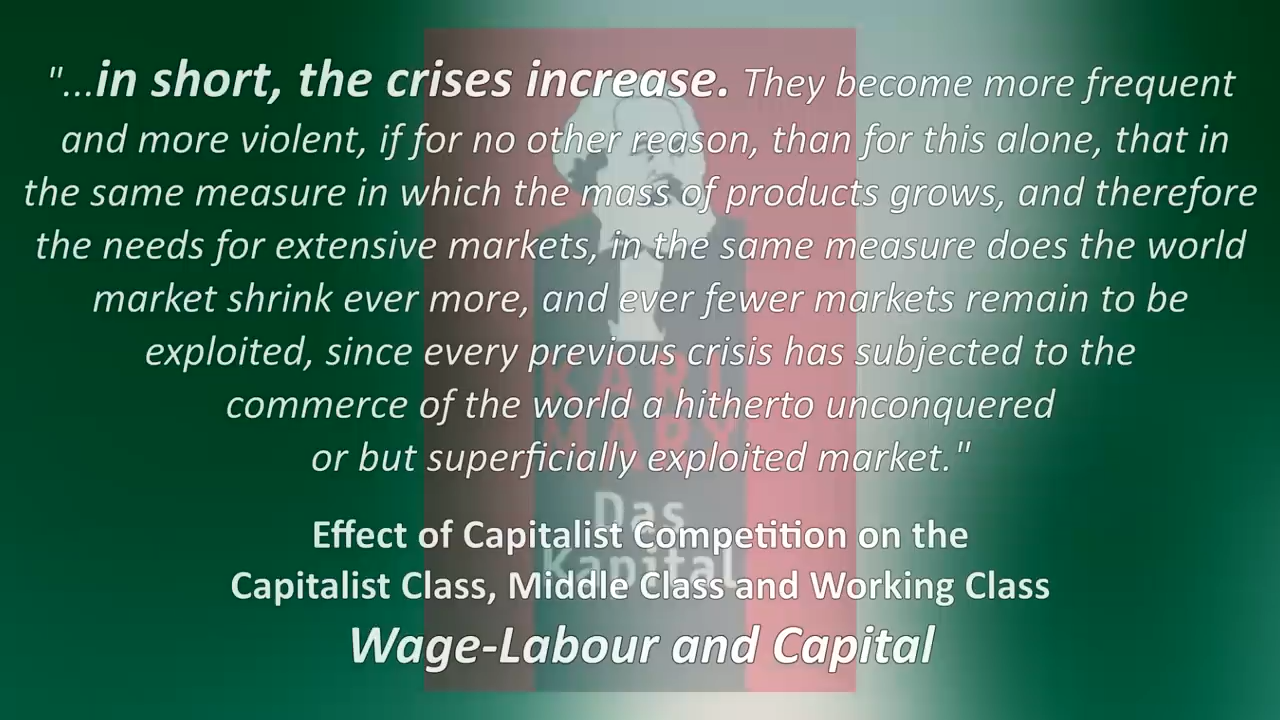 "...in short, the crises increase. They become more frequent
and more violent, if for no other reason, than for this alone, that in
the same measure in which the mass of products grows, and therefore
the needs for extensive markets, in the same measure does the world
market shrink ever more, and ever fewer markets remain to be
exploited, since every previous crisis has subjected to the
commerce of the world a hitherto unconquered
or but superficially exploited market."
KARL
MARX
Das
Kapital
Effect of Capitalist Competition on the
Capitalist Class, Middle Class and Working Class
Wage-Labour and Capital